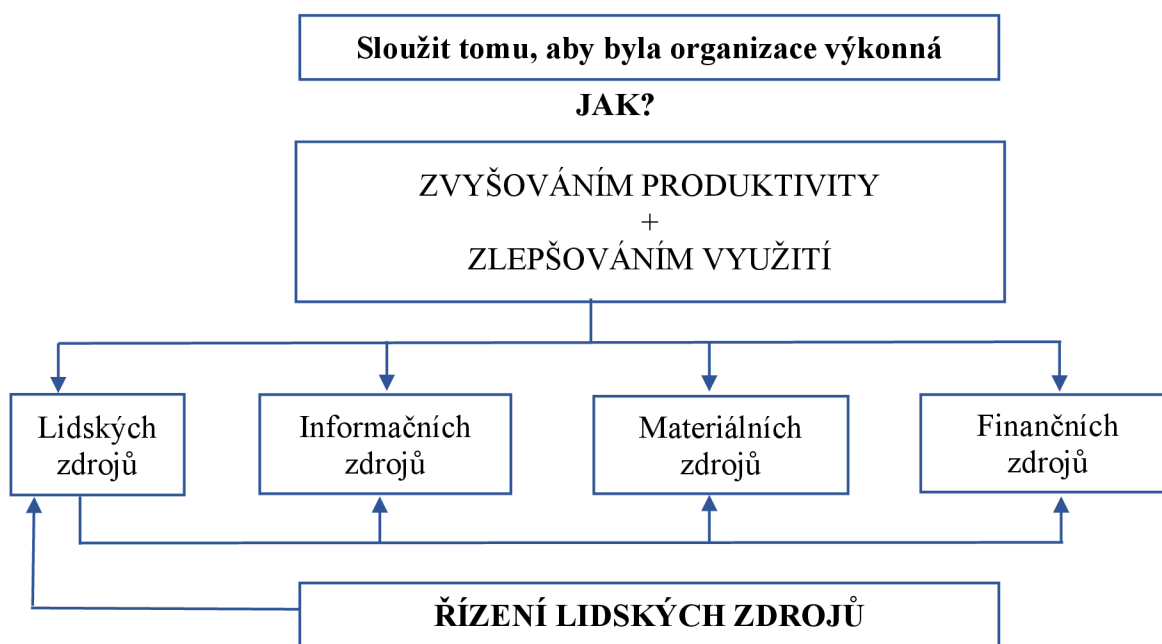 Sloužit tomu, aby byla organizace výkonná
JAK?
ZVYŠOVÁNÍM PRODUKTIVITY
+
ZLEPŠOVÁNÍM VYUŽITÍ
Lidských
zdrojů
Informačních
zdrojů
Materiálních
zdrojů
Finančních
zdrojů
ŘÍZENÍ LIDSKÝCH ZDROJŮ